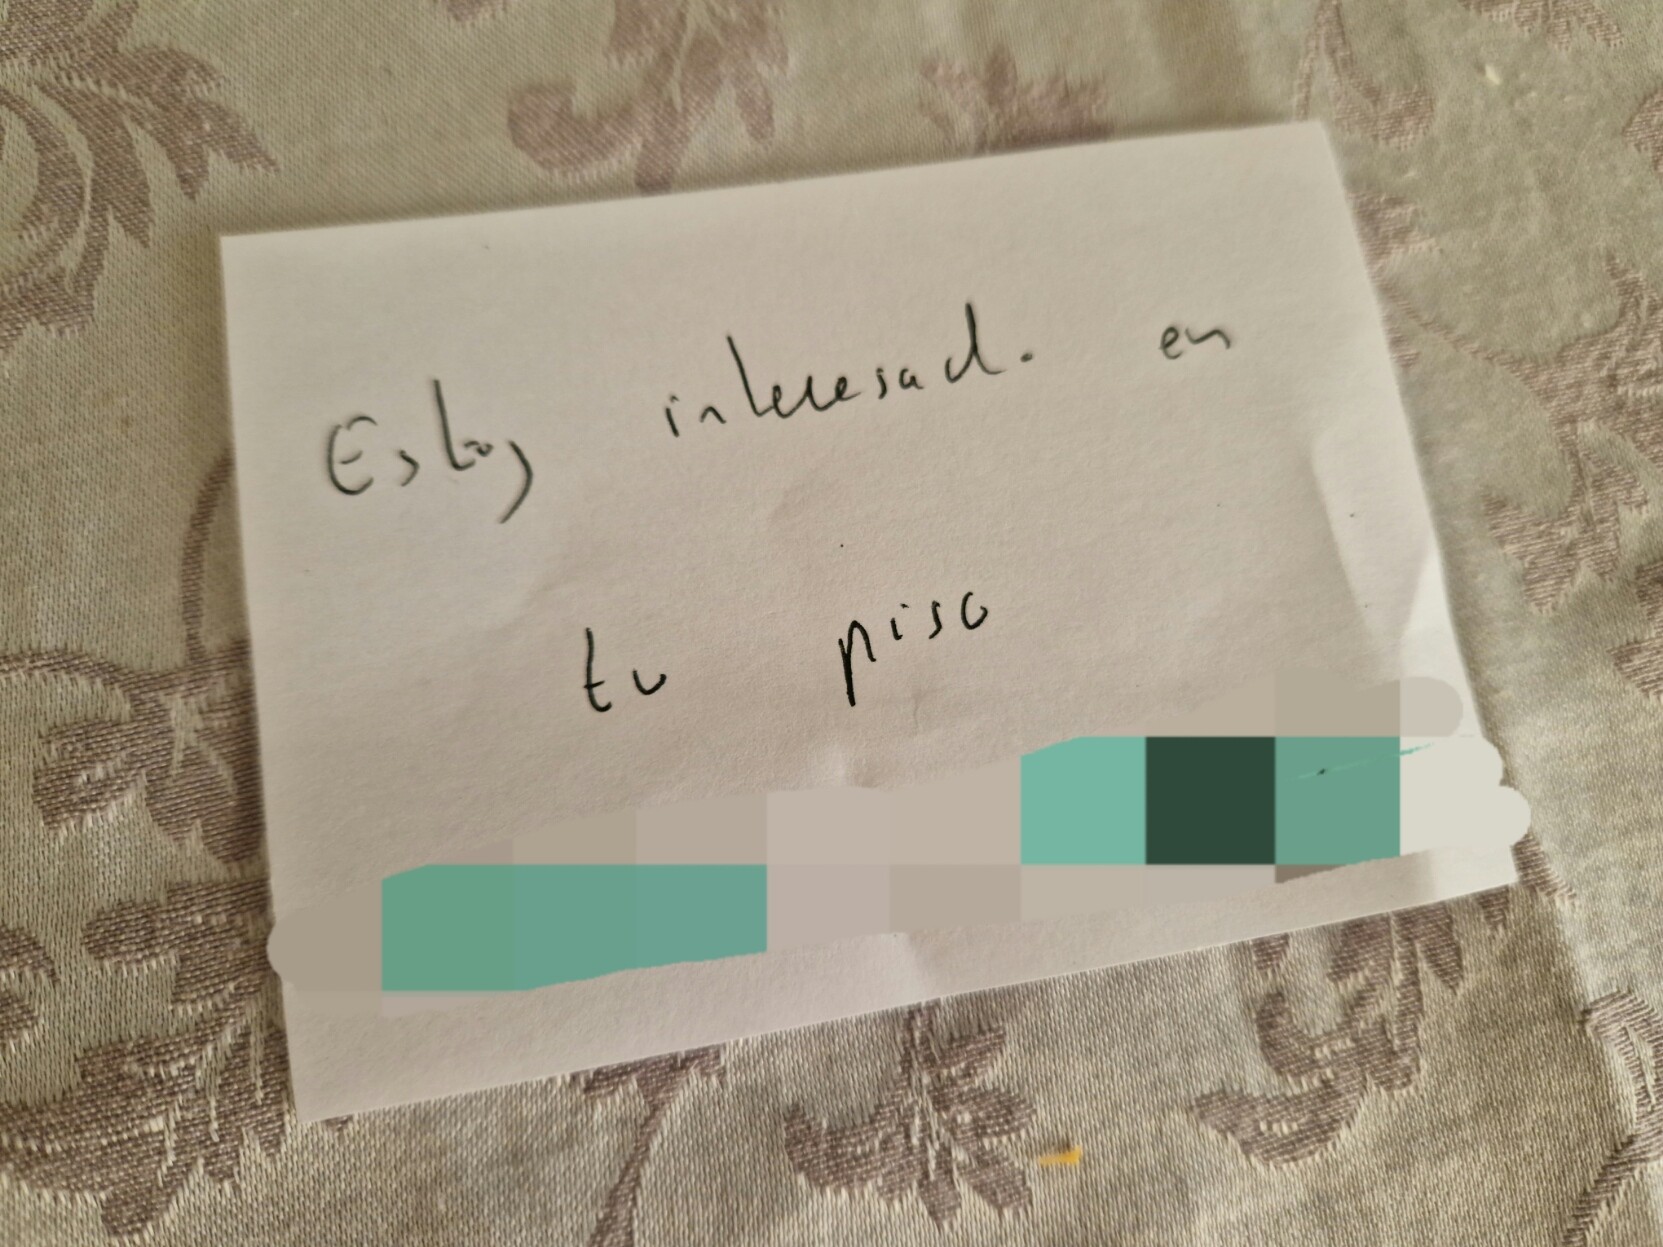 Estoy interesado en
tu piso